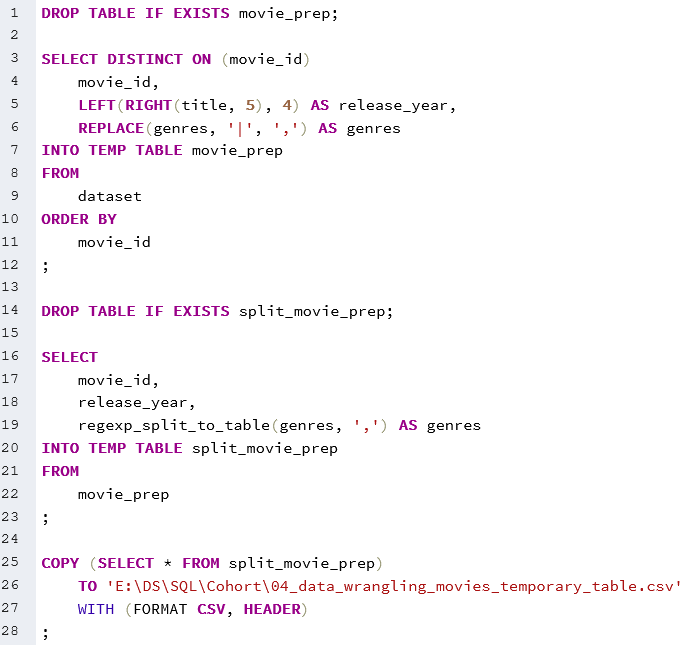 1 DROP TABLE IF EXISTS movie_prep;
2
3 SELECT DISTINCT ON (movie_id)
4     movie_id,
5     LEFT(RIGHT(title, 5), 4) AS release_year,
6     REPLACE(genres, '|', ',') AS genres
7 INTO TEMP TABLE movie_prep
8 FROM
9     dataset
10 ORDER BY
11     movie_id
12 ;
13
14 DROP TABLE IF EXISTS split_movie_prep;
15
16 SELECT
17     movie_id,
18     release_year,
19     regexp_split_to_table(genres, ',') AS genres
20 INTO TEMP TABLE split_movie_prep
21 FROM
22     movie_prep
23 ;
24
25 COPY (SELECT * FROM split_movie_prep)
26     TO 'E:\DS\SQL\Cohort\04_data_wrangling_movies_temporary_table.csv'
27     WITH (FORMAT CSV, HEADER)
28 ;